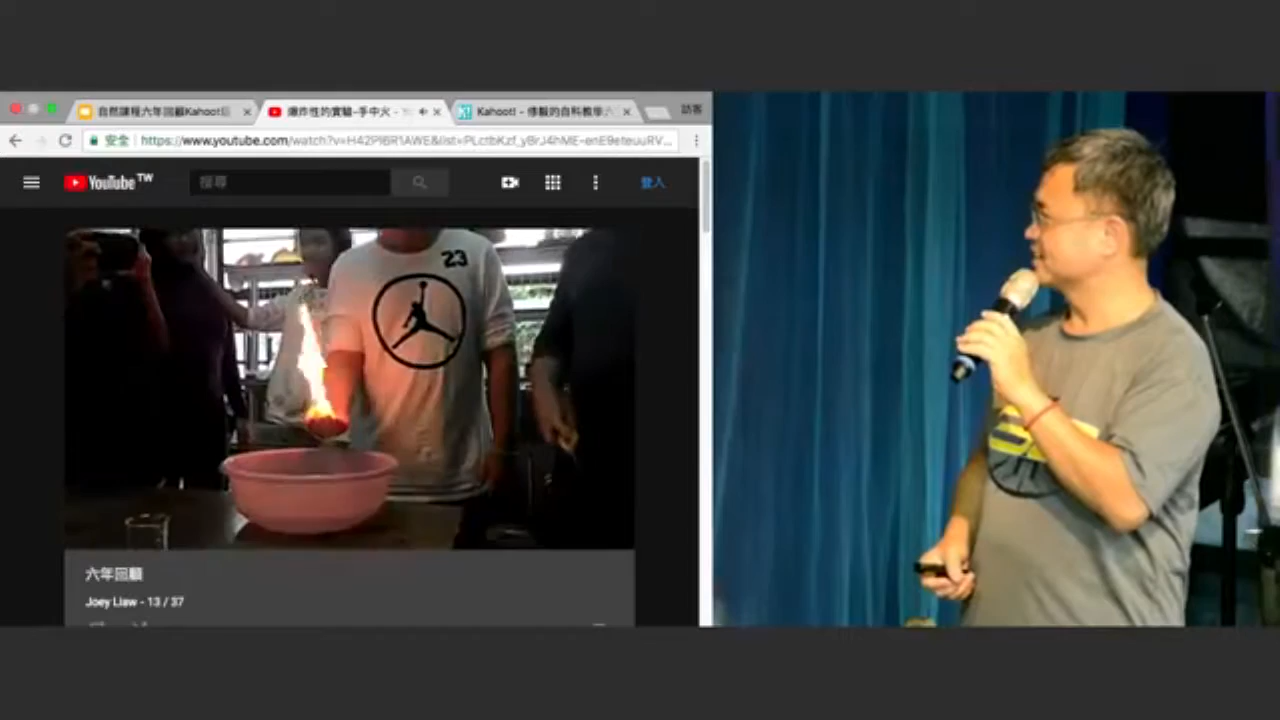 自然課程六年回顧Kahoot!
爆炸性的實驗-手中火 - Yo
Kahoot! - 修毅的自科教學六
訪客
安全
https://www.youtube.com/watch?v=H42PI6R1AWE&list=
YouTube TW
搜尋
登入
23
六年回顧
Joey Liaw - 13 / 37